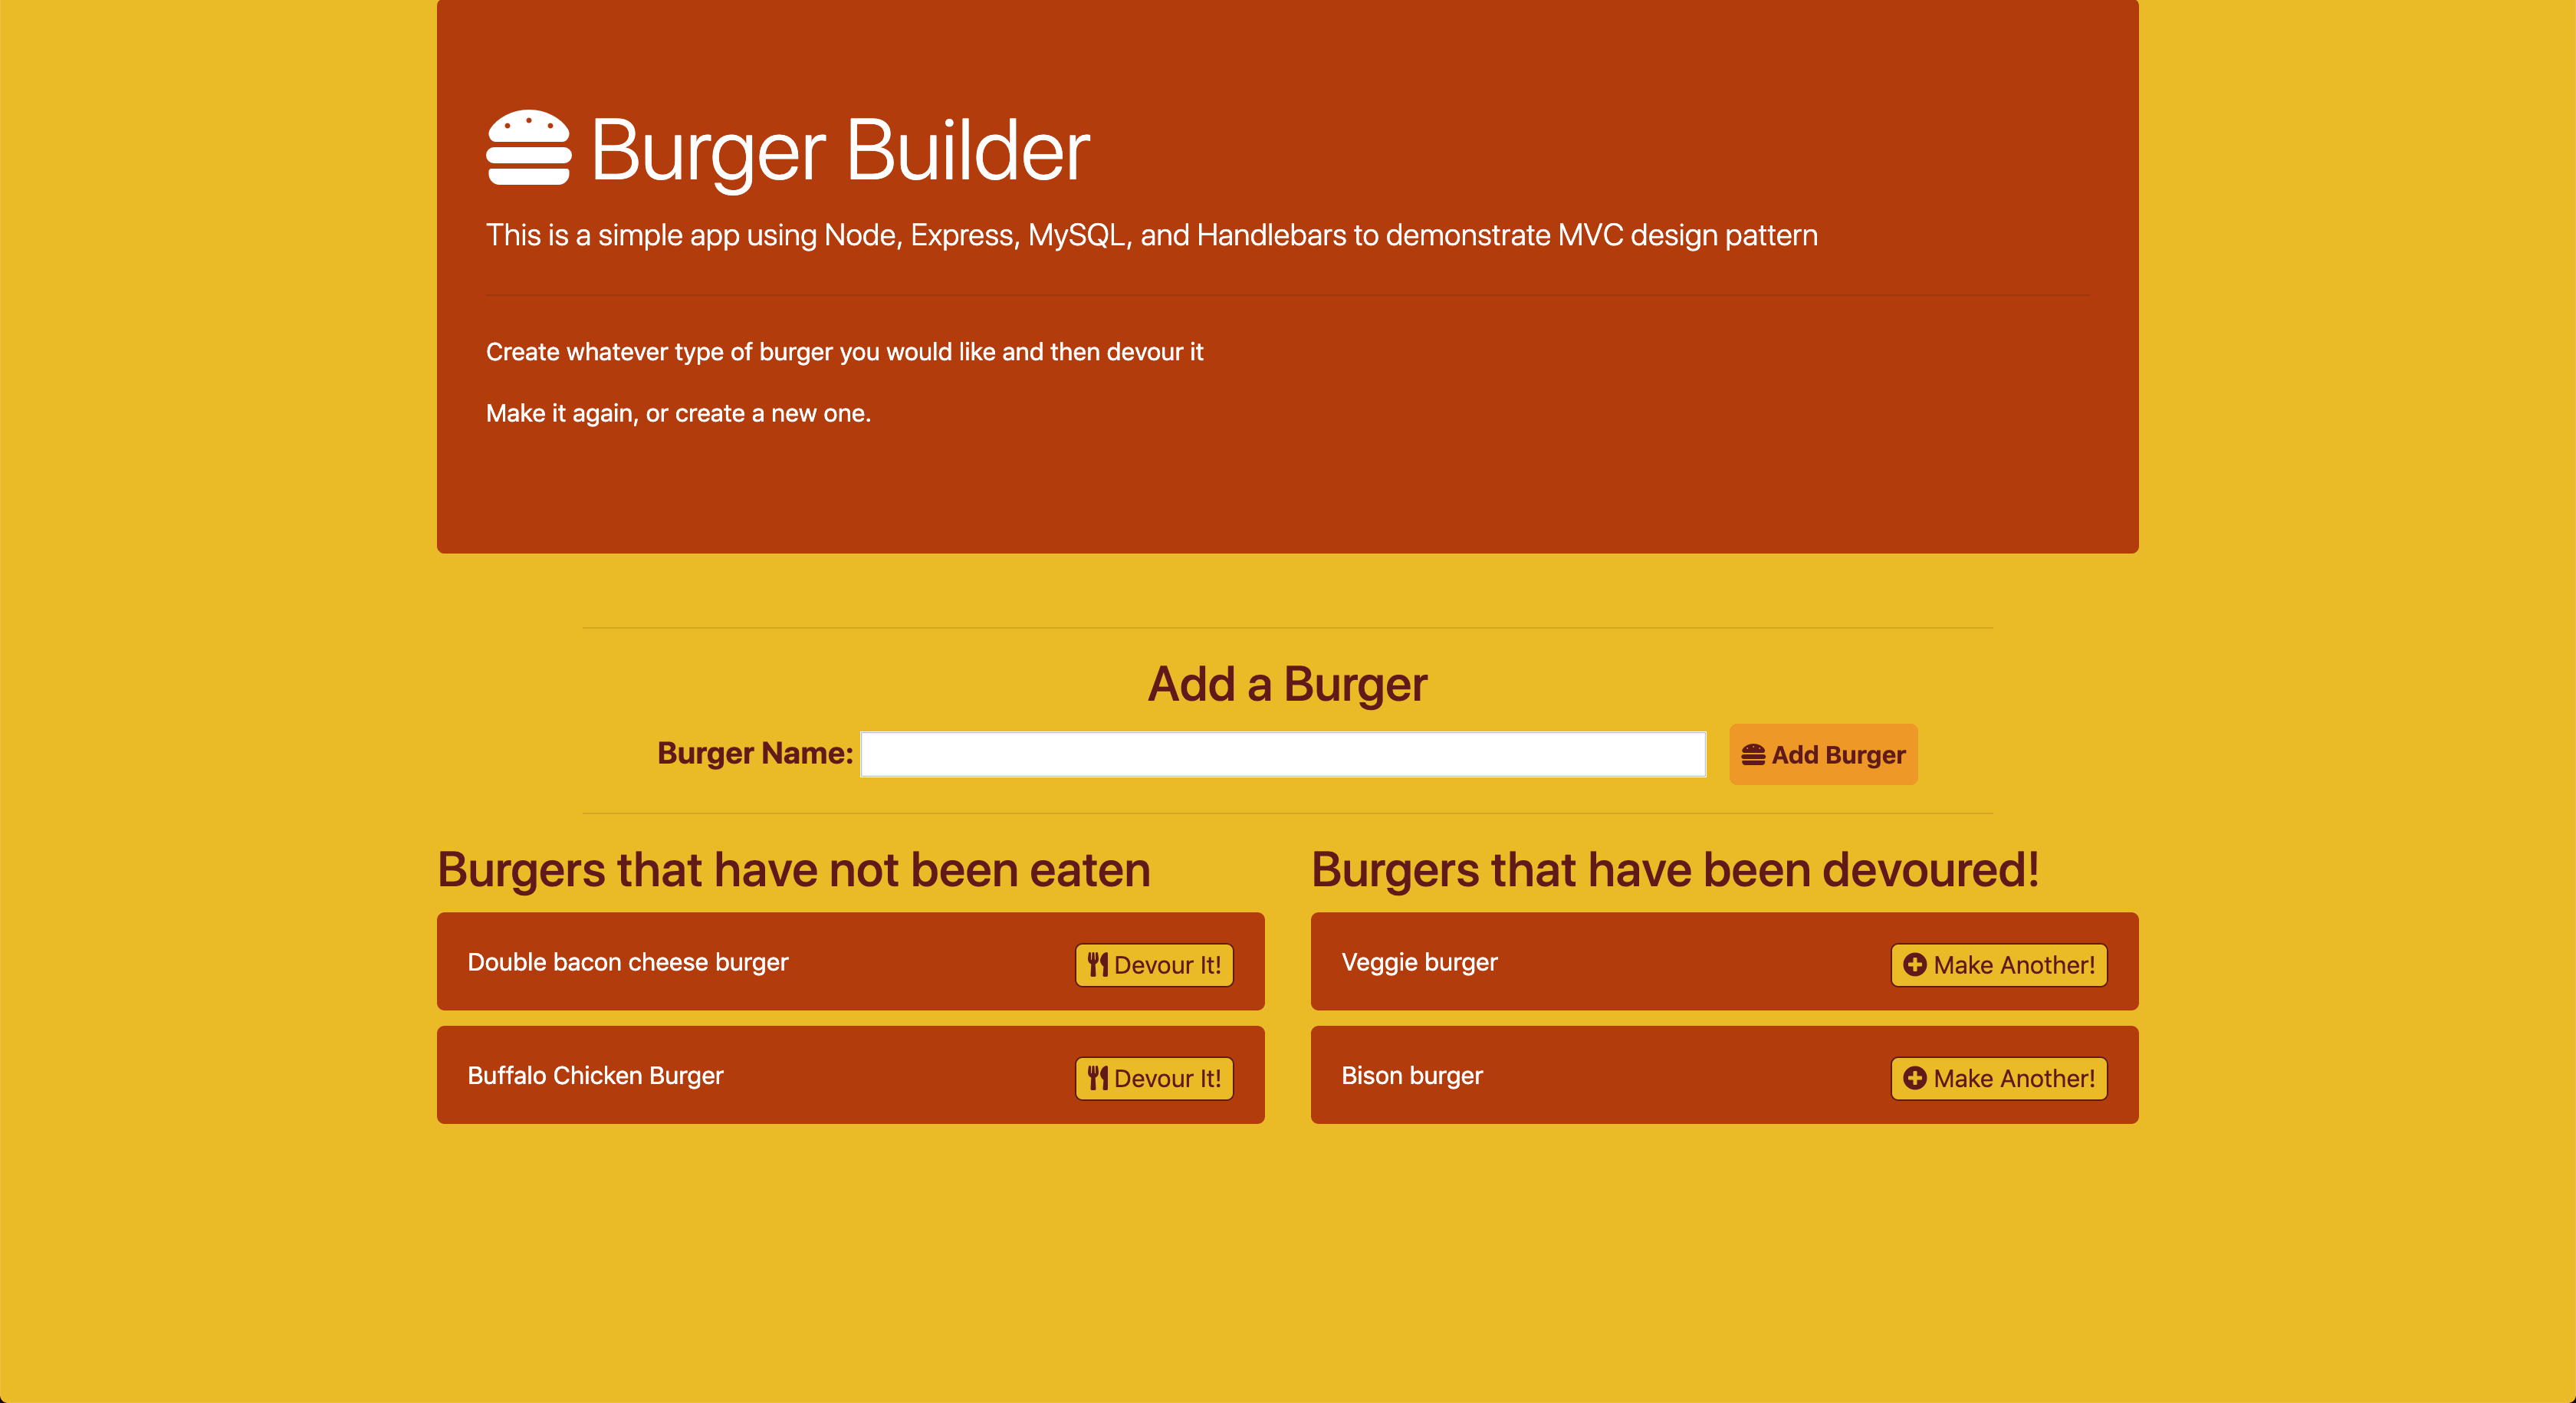 Burger Builder
This is a simple app using Node, Express, MySQL, and Handlebars to demonstrate MVC design pattern
Create whatever type of burger you would like and then devour it
Make it again, or create a new one.
Add a Burger
Burger Name:
Add Burger
Burgers that have not been eaten
Double bacon cheese burger
Devour It!
Buffalo Chicken Burger
Devour It!
Burgers that have been devoured!
Veggie burger
Make Another!
Bison burger
Make Another!